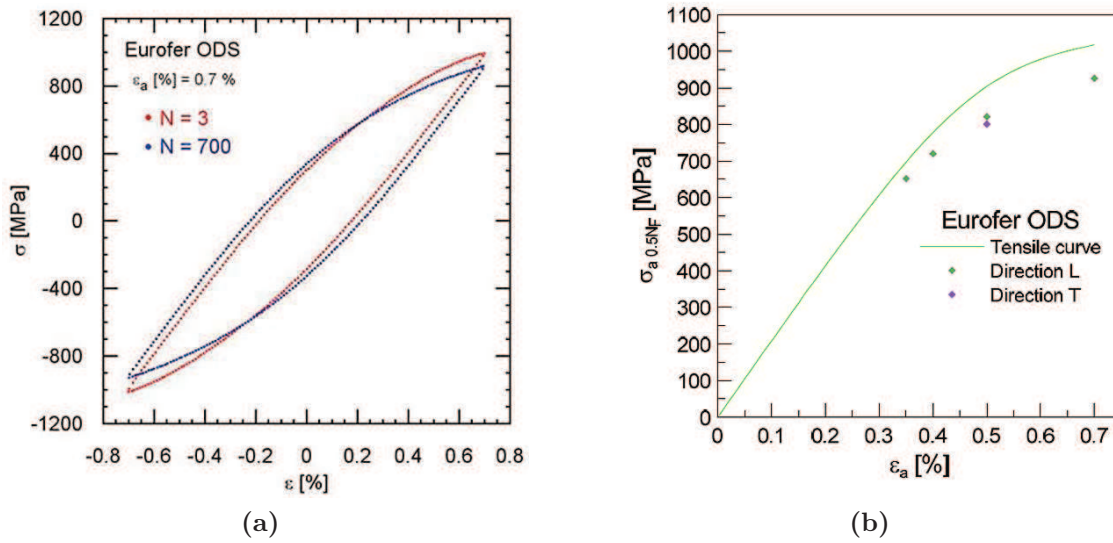 1200
800
400
0
-400
-800
-1200
σ [MPa]
Eurofer ODS
εa [%] = 0.7 %
N = 3
N = 700
-0.8 -0.6 -0.4 -0.2 0 0.2 0.4 0.6 0.8
ε [%]
(a)
1100
1000
900
800
700
600
500
400
300
200
100
0
σa 0.5NF [MPa]
Eurofer ODS
Tensile curve
Direction L
Direction T
0 0.1 0.2 0.3 0.4 0.5 0.6 0.7
εa [%]
(b)